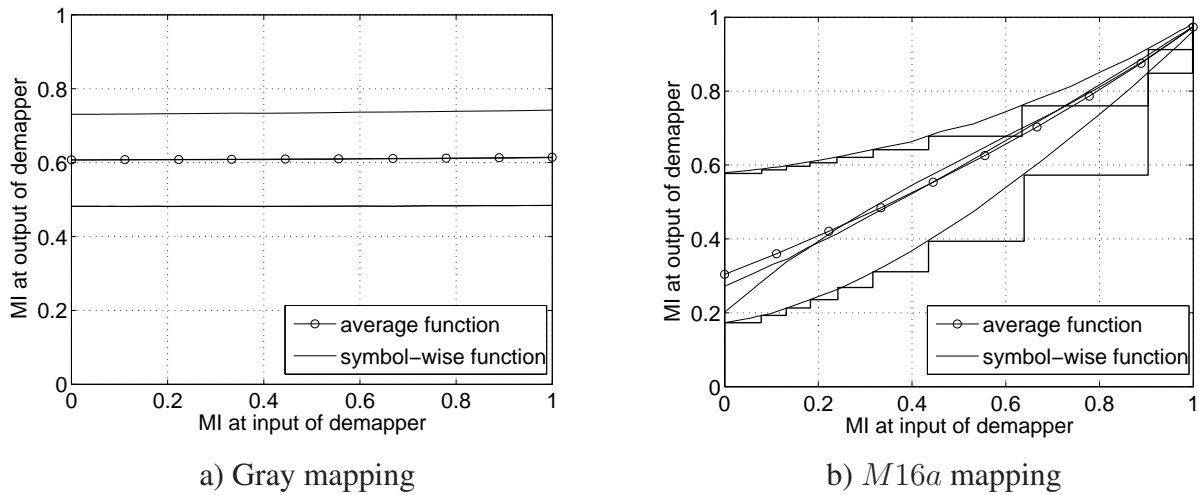 1
0.8
0.6
0.4
0.2
0
0 0.2 0.4 0.6 0.8 1
MI at output of demapper
MI at input of demapper
average function
symbol−wise function
a) Gray mapping
1
0.8
0.6
0.4
0.2
0
0 0.2 0.4 0.6 0.8 1
MI at output of demapper
MI at input of demapper
average function
symbol−wise function
b) M16a mapping